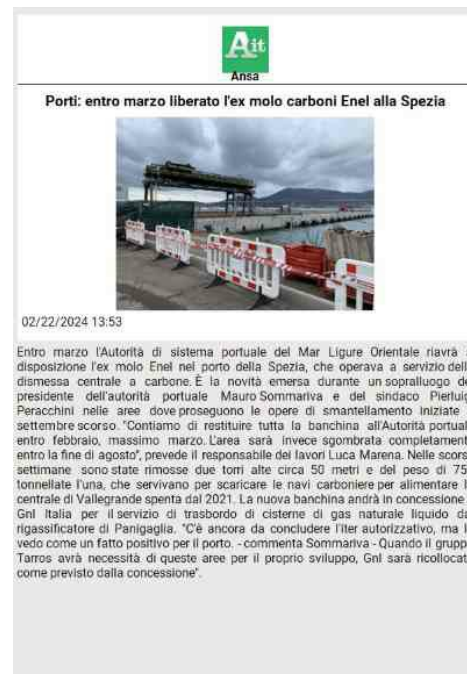 Ait
Ansa
Porti: entro marzo liberato l'ex molo carboni Enel alla Spezia
02/22/2024 13:53
Entro marzo l'Autorità di sistema portuale del Mar Ligure Orientale riavrà
disposizione l'ex molo Enel nel porto della Spezia, che operava a servizio dell
dismessa centrale a carbone. È la novità emersa durante un sopralluogo de
presidente dell'autorità portuale Mauro Sommariva e del sindaco Pierluig
Peracchini nelle aree dove proseguono le opere di smantellamento iniziate
settembre scorso. "Contiamo di restituire tutta la banchina all'Autorità portual
entro febbraio, massimo marzo. L'area sarà invece sgombrata completament
entro la fine di agosto", prevede il responsabile dei lavori Luca Marena. Nelle scors
settimane sono state rimosse due torri alte circa 50 metri e del peso di 75
tonnellate l'una, che servivano per scaricare le navi carboniere per alimentare l
centrale di Vallegrande spenta dal 2021. La nuova banchina andrà in concessione
Gnl Italia per il servizio di trasbordo di cisterne di gas naturale liquido da
rigassificatore di Panigaglia. "C'è ancora da concludere l'iter autorizzativo, ma l
vedo come un fatto positivo per il porto. - commenta Sommariva - Quando il grupp
Tarros avrà necessità di queste aree per il proprio sviluppo, Gnl sarà ricollocat
come previsto dalla concessione".